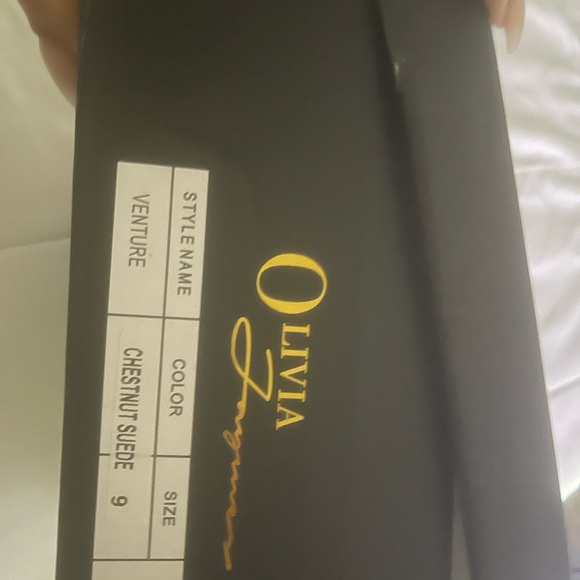 OLIVIA
STYLE NAME COLOR SIZE
VENTURE CHESTNUT SUEDE 9